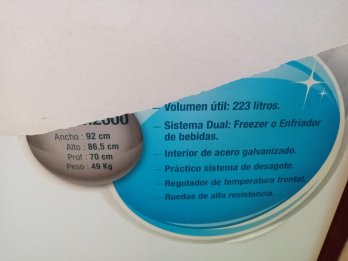 2600
Ancho : 92 cm
Alto : 86,5 cm
Prof : 70 cm
Peso : 49 Kg
— Volumen útil: 223 litros.
— Sistema Dual: Freezer o Enfriador
de bebidas.
— Interior de acero galvanizado.
— Práctico sistema de desagote.
— Regulador de temperatura frontal.
— Ruedas de alta resistencia.